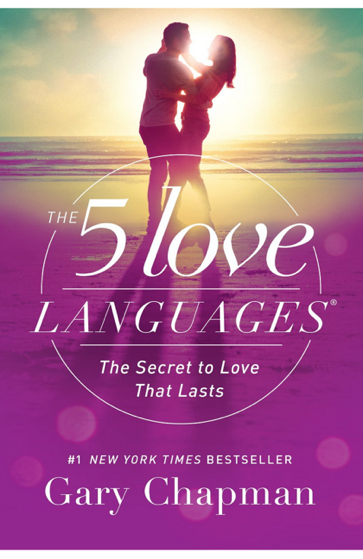 THE
5 love
LANGUAGES®
The Secret to Love
That Lasts
#1 NEW YORK TIMES BESTSELLER
Gary Chapman